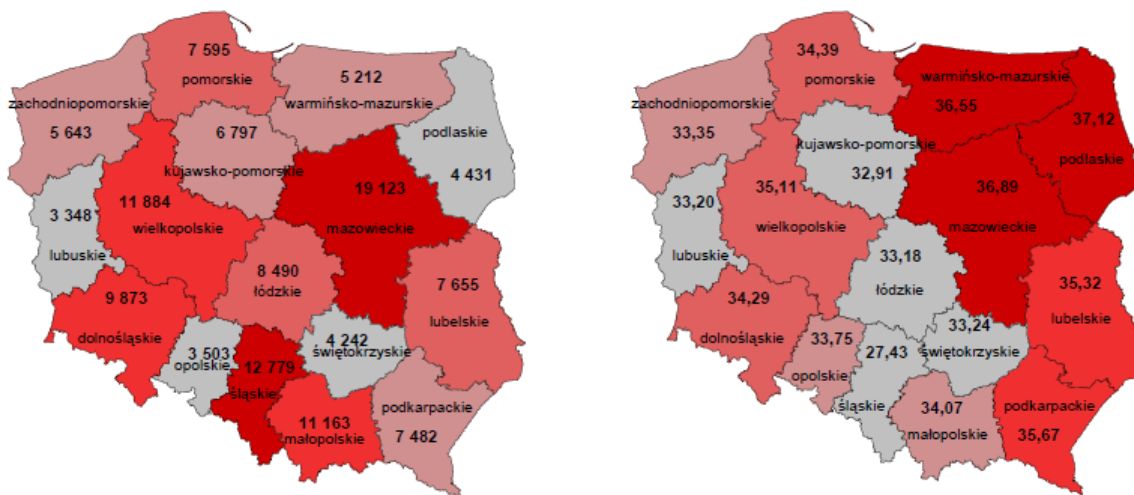 7 595
pomorskie
5 212
warmińsko-mazurskie
zachodniopomorskie
5 643
6 797
kujawsko-pomorskie
podlaskie
4 431
3 348
lubuskie
11 884
wielkopolskie
19 123
mazowieckie
8 490
łódzkie
9 873
dolnośląskie
7 655
lubelskie
3 503
opolskie
12 779
śląskie
4 242
świętokrzyskie
11 163
małopolskie
podkarpackie
7 482
34,39
pomorskie
warmińsko-mazurskie
36,55
zachodniopomorskie
33,35
kujawsko-pomorskie
32,91
37,12
podlaskie
33,20
lubuskie
35,11
wielkopolskie
36,89
mazowieckie
33,18
łódzkie
34,29
dolnośląskie
35,32
lubelskie
33,75
opolskie
27,43
śląskie
33,24
świętokrzyskie
34,07
małopolskie
podkarpackie
35,67